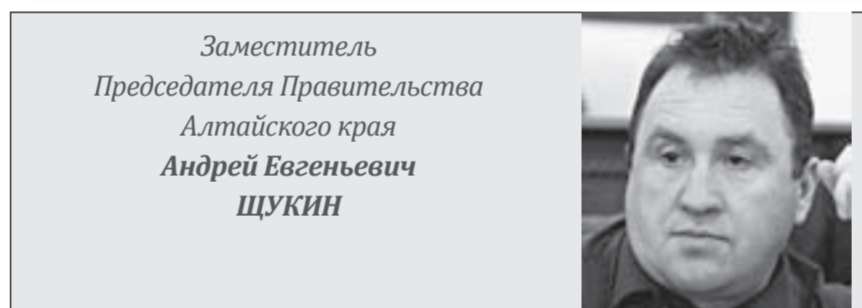 Заместитель
Председателя Правительства
Алтайского края
Андрей Евгеньевич
ЩУКИН